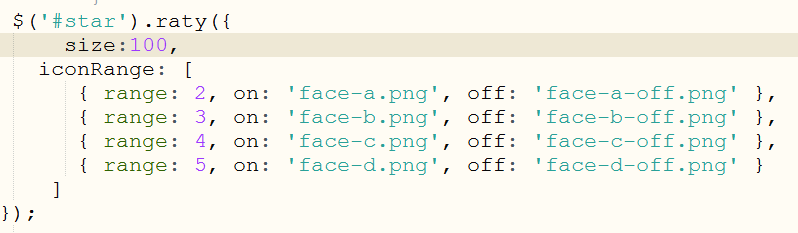 $('#star').raty({
size:100,
iconRange: [
{ range: 2, on: 'face-a.png', off: 'face-a-off.png' },
{ range: 3, on: 'face-b.png', off: 'face-b-off.png' },
{ range: 4, on: 'face-c.png', off: 'face-c-off.png' },
{ range: 5, on: 'face-d.png', off: 'face-d-off.png' }
]
});